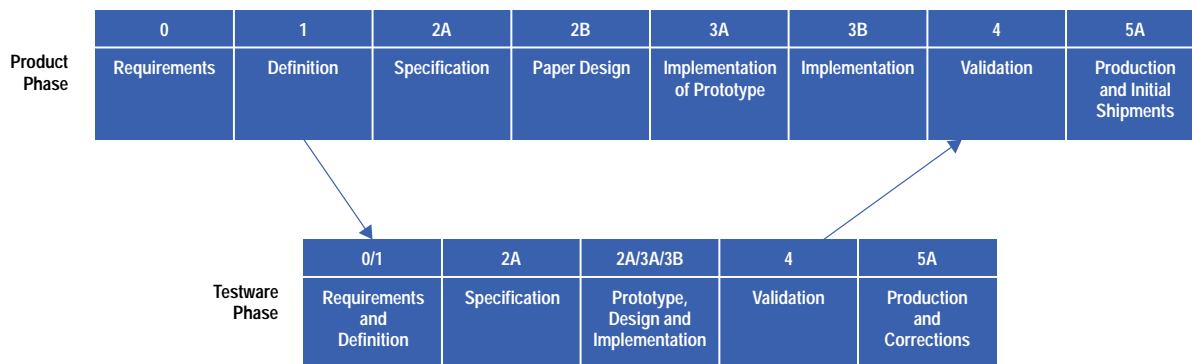 0 1 2A 2B 3A 3B 4 5A
Product
Phase
Requirements Definition Specification Paper Design Implementation
of Prototype
Implementation Validation Production
and Initial
Shipments
0/1 2A 2A/3A/3B 4 5A
Testware
Phase
Requirements
and
Definition
Specification
Prototype,
Design and
Implementation
Validation
Production
and
Corrections